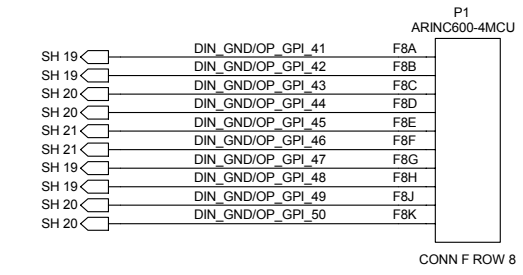 P1
ARINC600-4MCU
SH 19 DIN_GND/OP_GPI_41 F8A
SH 19 DIN_GND/OP_GPI_42 F8B
SH 20 DIN_GND/OP_GPI_43 F8C
SH 20 DIN_GND/OP_GPI_44 F8D
SH 21 DIN_GND/OP_GPI_45 F8E
SH 21 DIN_GND/OP_GPI_46 F8F
SH 19 DIN_GND/OP_GPI_47 F8G
SH 19 DIN_GND/OP_GPI_48 F8H
SH 20 DIN_GND/OP_GPI_49 F8J
SH 20 DIN_GND/OP_GPI_50 F8K
CONN F ROW 8